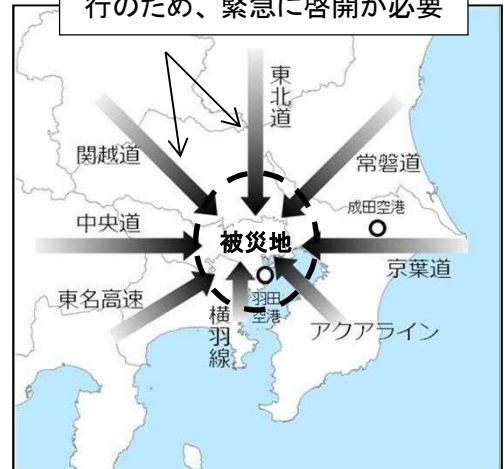 行のため、緊急に啓開が必要
東北道
関越道
常磐道
成田空港
中央道
被災地
京葉道
東名高速
横羽線
羽田
空港
アクアライン